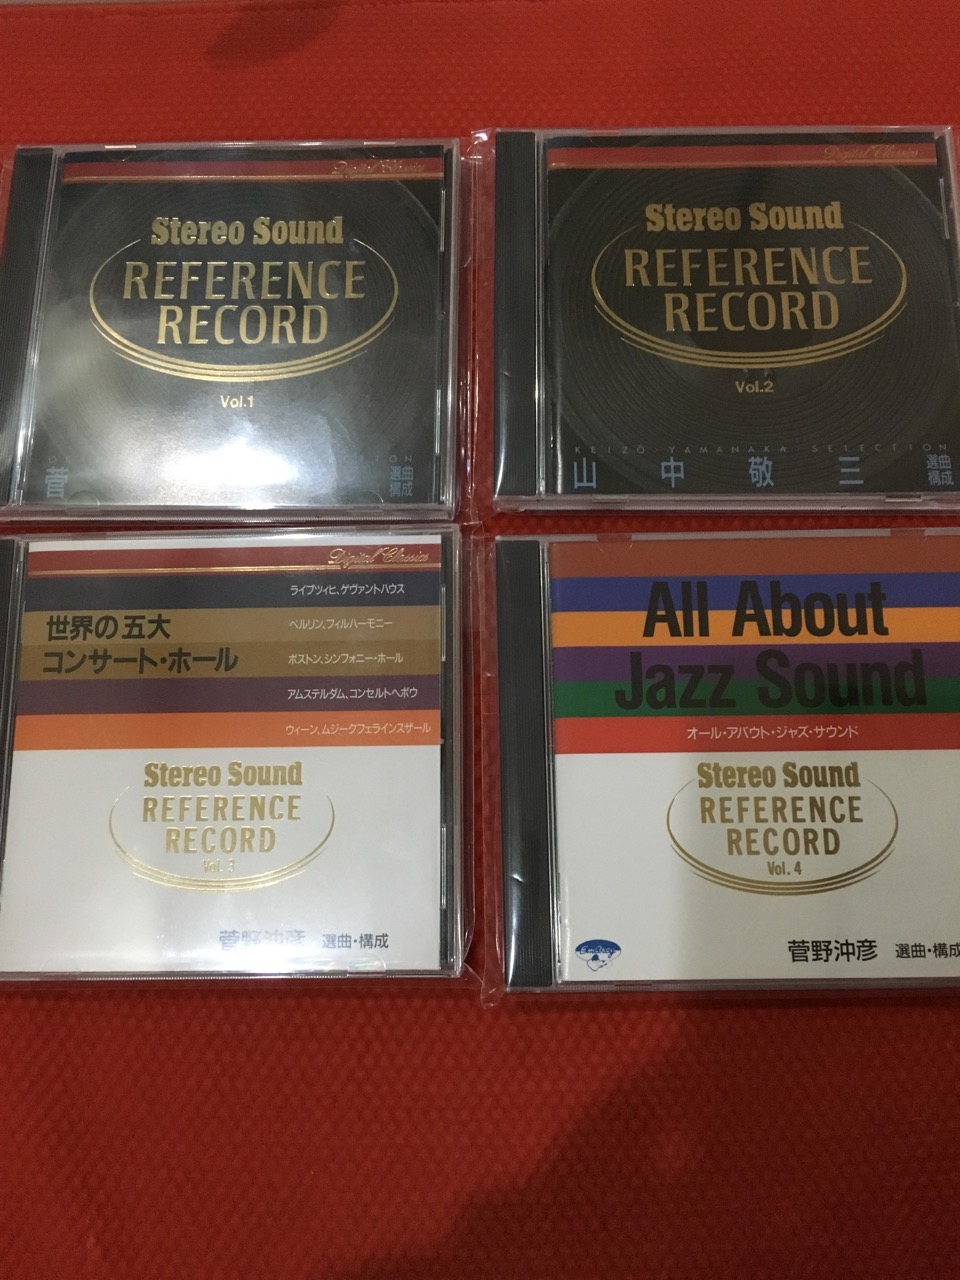 Digital Classics
Stereo Sound
REFERENCE
RECORD
Vol.1
菅
選曲
構成
Digital Classics
Stereo Sound
REFERENCE
RECORD
Vol.2
KEIZO・YAMANAKA SELECTION
山中敬三
選曲
構成
Digital Classics
世界の五大
コンサート・ホール
ライプツィヒ、ゲヴァントハウス
ベルリン、フィルハーモニー
ボストン、シンフォニー・ホール
アムステルダム、コンセルトヘボウ
ウィーン、ムジークフェラインスザール
Stereo Sound
REFERENCE
RECORD
Vol. 3
菅野沖彦 選曲・構成
All About
Jazz Sound
オール・アバウト・ジャズ・サウンド
Stereo Sound
REFERENCE
RECORD
Vol. 4
EmArcy
菅野沖彦 選曲・構成